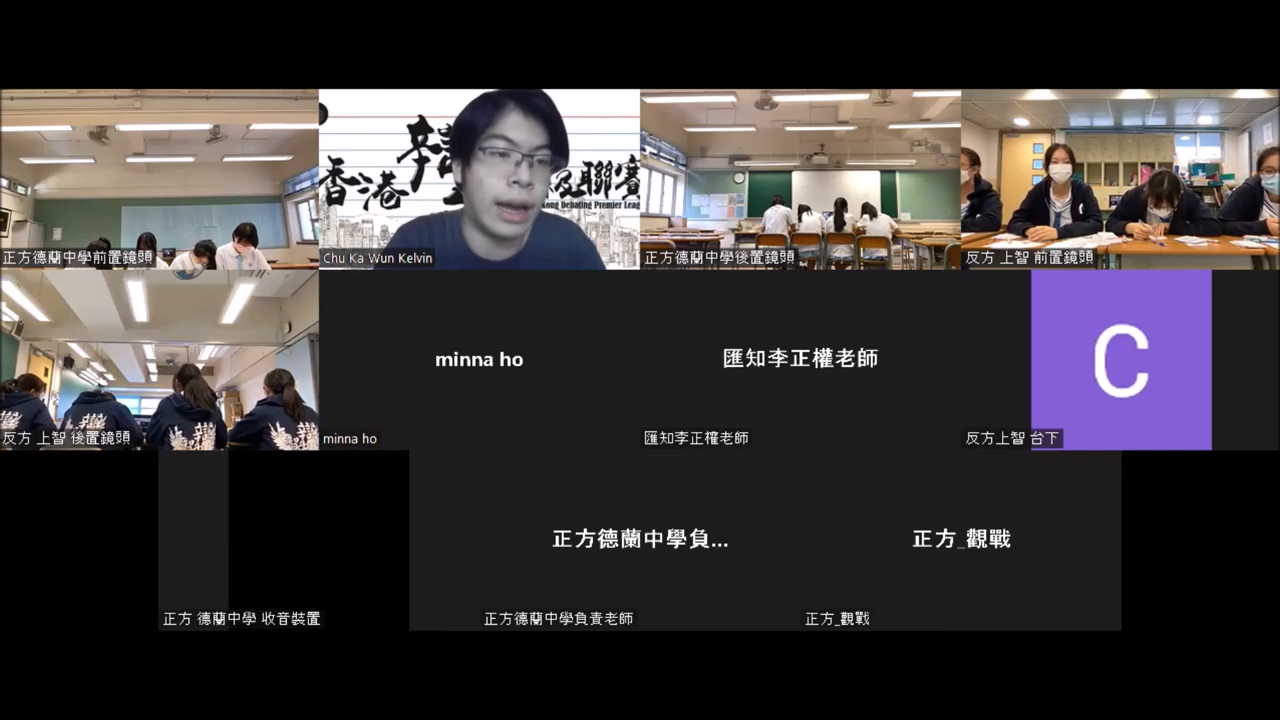 正方德蘭中學前置鏡頭
香港辯
及聯賽
ong Debating Premier Leag
Chu Ka Wun Kelvin
正方德蘭中學後置鏡頭
反方 上智 前置鏡頭
反方 上智 後置鏡頭
minna ho
minna ho
匯知李正權老師
匯知李正權老師
C
反方上智 台下
正方 德蘭中學 收音裝置
正方德蘭中學負...
正方德蘭中學負責老師
正方_觀戰
正方_觀戰